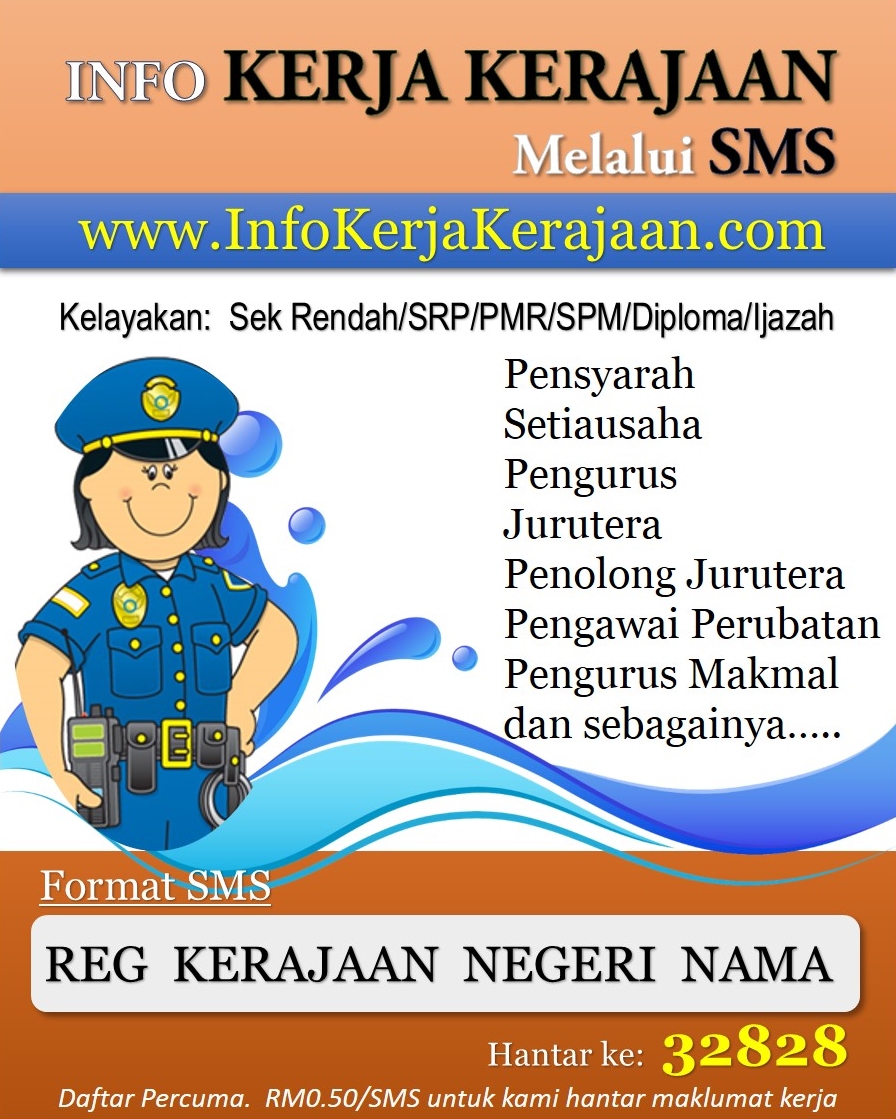 INFO KERJA KERAJAAN
Melalui SMS
www.InfoKerjaKerajaan.com
Kelayakan: Sek Rendah/SRP/PMR/SPM/Diploma/Ijazah
Pensyarah
Setiausaha
Pengurus
Jurutera
Penolong Jurutera
Pengawai Perubatan
Pengurus Makmal
dan sebagainya.....
Format SMS
REG KERAJAAN NEGERI NAMA
Hantar ke: 32828
Daftar Percuma. RM0.50/SMS untuk kami hantar maklumat kerja